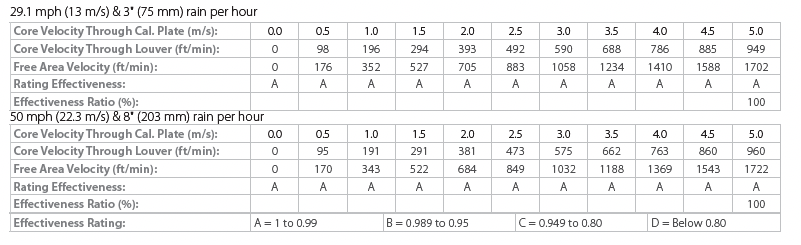 29.1 mph (13 m/s) & 3" (75 mm) rain per hour
Core Velocity Through Cal. Plate (m/s): 0.0 0.5 1.0 1.5 2.0 2.5 3.0 3.5 4.0 4.5 5.0
Core Velocity Through Louver (ft/min): 0 98 196 294 393 492 590 688 786 885 949
Free Area Velocity (ft/min): 0 176 352 527 705 883 1058 1234 1410 1588 1702
Rating Effectiveness: A A A A A A A A A A A
Effectiveness Ratio (%): 100
50 mph (22.3 m/s) & 8" (203 mm) rain per hour
Core Velocity Through Cal. Plate (m/s): 0.0 0.5 1.0 1.5 2.0 2.5 3.0 3.5 4.0 4.5 5.0
Core Velocity Through Louver (ft/min): 0 95 191 291 381 473 575 662 763 860 960
Free Area Velocity (ft/min): 0 170 343 522 684 849 1032 1188 1369 1543 1722
Rating Effectiveness: A A A A A A A A A A A
Effectiveness Ratio (%): 100
Effectiveness Rating: A = 1 to 0.99 B = 0.989 to 0.95 C = 0.949 to 0.80 D = Below 0.80